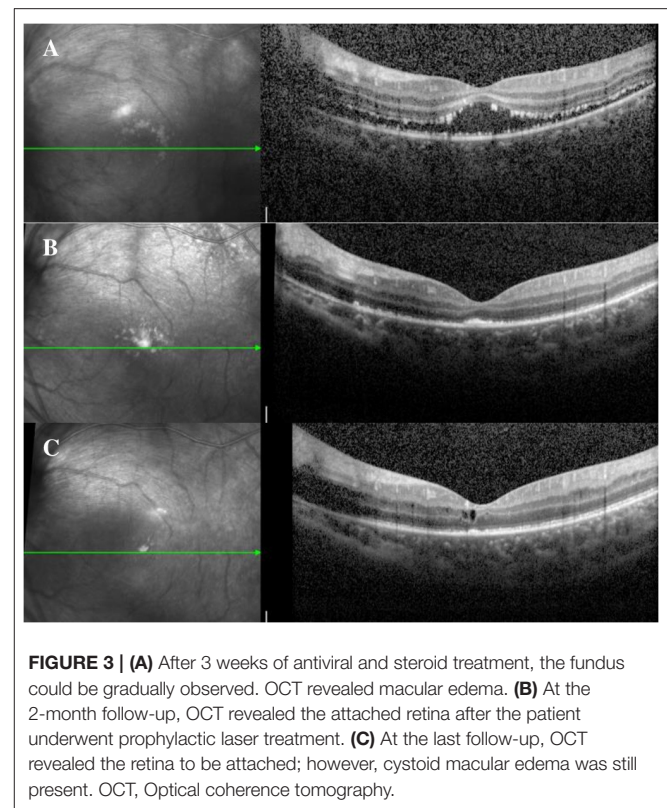 A
B
C
FIGURE 3 | (A) After 3 weeks of antiviral and steroid treatment, the fundus
could be gradually observed. OCT revealed macular edema. (B) At the
2-month follow-up, OCT revealed the attached retina after the patient
underwent prophylactic laser treatment. (C) At the last follow-up, OCT
revealed the retina to be attached; however, cystoid macular edema was still
present. OCT, Optical coherence tomography.